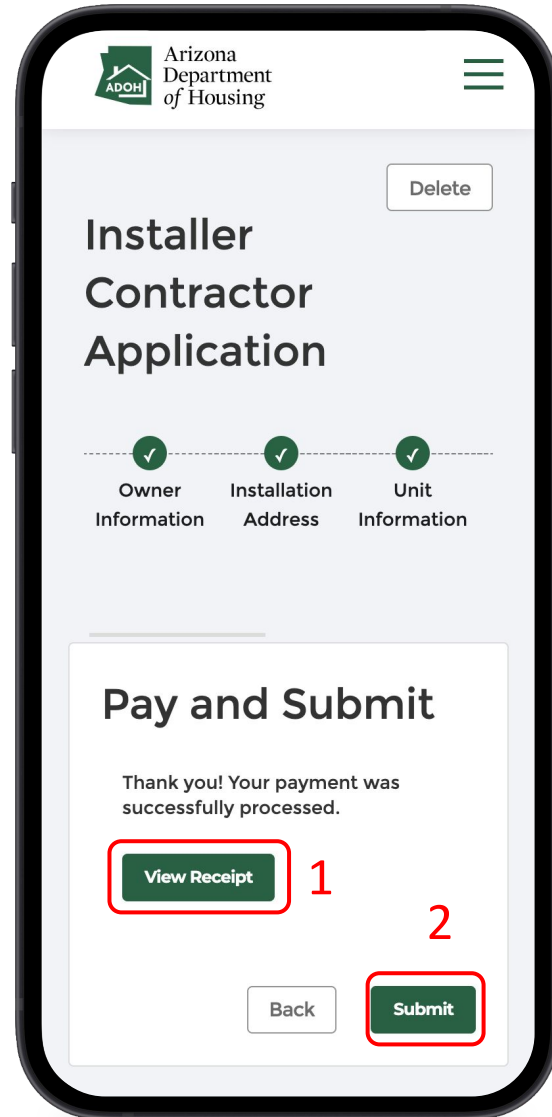 Arizona
Department
of Housing
ADOH
Delete
Installer
Contractor
Application
Owner
Information
Installation
Address
Unit
Information
Pay and Submit
Thank you! Your payment was
successfully processed.
View Receipt
1
2
Back
Submit